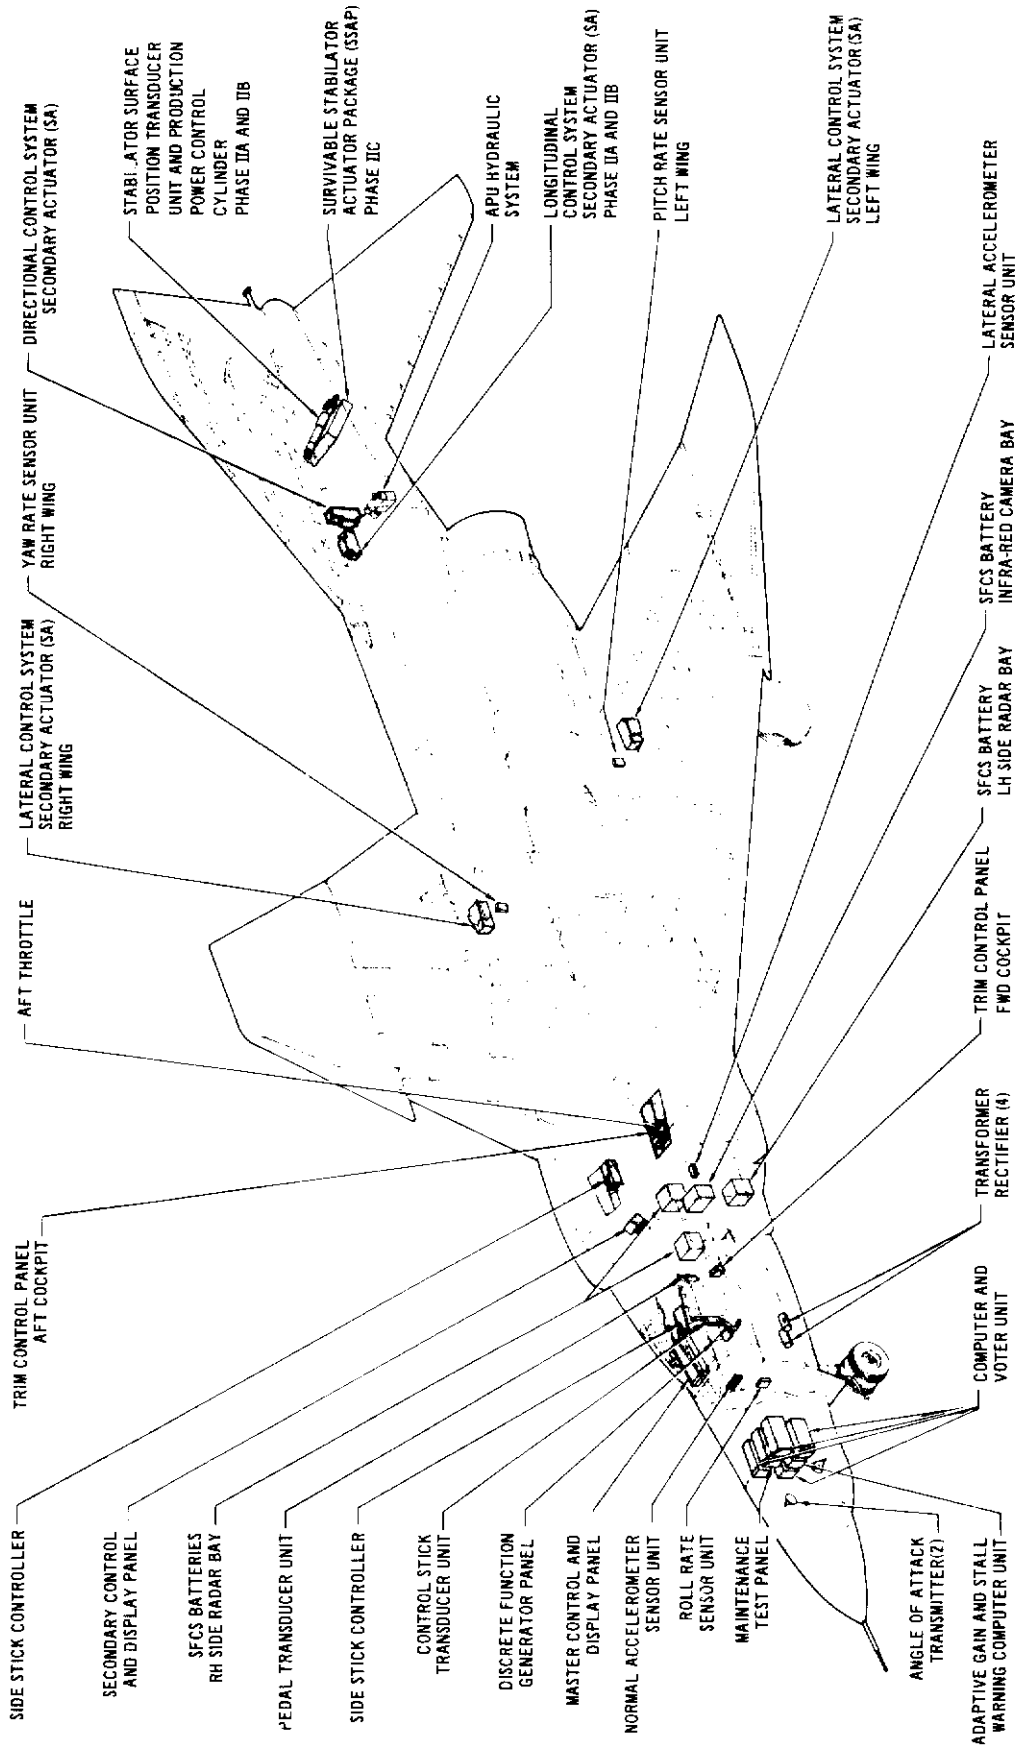 SIDE STICK CONTROLLER
SECONDARY CONTROL
AND DISPLAY PANEL
SFCS BATTERIES
RH SIDE RADAR BAY
PEDAL TRANSDUCER UNIT
SIDE STICK CONTROLLER
CONTROL STICK
TRANSDUCER UNIT
DISCRETE FUNCTION
GENERATOR PANEL
MASTER CONTROL AND
DISPLAY PANEL
NORMAL ACCELEROMETER
SENSOR UNIT
ROLL RATE
SENSOR UNIT
MAINTENANCE
TEST PANEL
ANGLE OF ATTACK
TRANSMITTER(2)
ADAPTIVE GAIN AND STALL
WARNING COMPUTER UNIT
TRIM CONTROL PANEL
AFT COCKPIT
AFT THROTTLE
LATERAL CONTROL SYSTEM
SECONDARY ACTUATOR (SA)
RIGHT WING
YAW RATE SENSOR UNIT
RIGHT WING
DIRECTIONAL CONTROL SYSTEM
SECONDARY ACTUATOR (SA)
STABILATOR SURFACE
POSITION TRANSDUCER
UNIT AND PRODUCTION
POWER CONTROL
CYLINDER
PHASE IIA AND IIB
SURVIVABLE STABILATOR
ACTUATOR PACKAGE (SSAP)
PHASE IIC
APU HYDRAULIC
SYSTEM
LONGITUDINAL
CONTROL SYSTEM
SECONDARY ACTUATOR (SA)
PHASE IIA AND IIB
PITCH RATE SENSOR UNIT
LEFT WING
LATERAL CONTROL SYSTEM
SECONDARY ACTUATOR (SA)
LEFT WING
LATERAL ACCELEROMETER
SENSOR UNIT
SFCS BATTERY
INFRA-RED CAMERA BAY
SFCS BATTERY
LH SIDE RADAR BAY
TRIM CONTROL PANEL
FWD COCKPIT
TRANSFORMER
RECTIFIER (4)
COMPUTER AND
VOTER UNIT